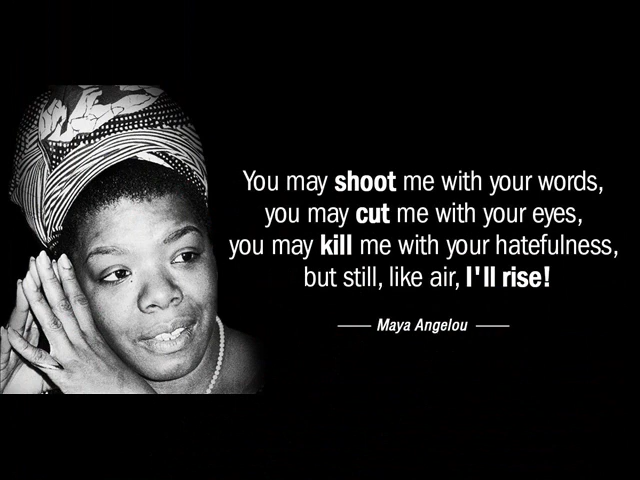 You may shoot me with your words,
you may cut me with your eyes,
you may kill me with your hatefulness,
but still, like air, I'll rise!
Maya Angelou